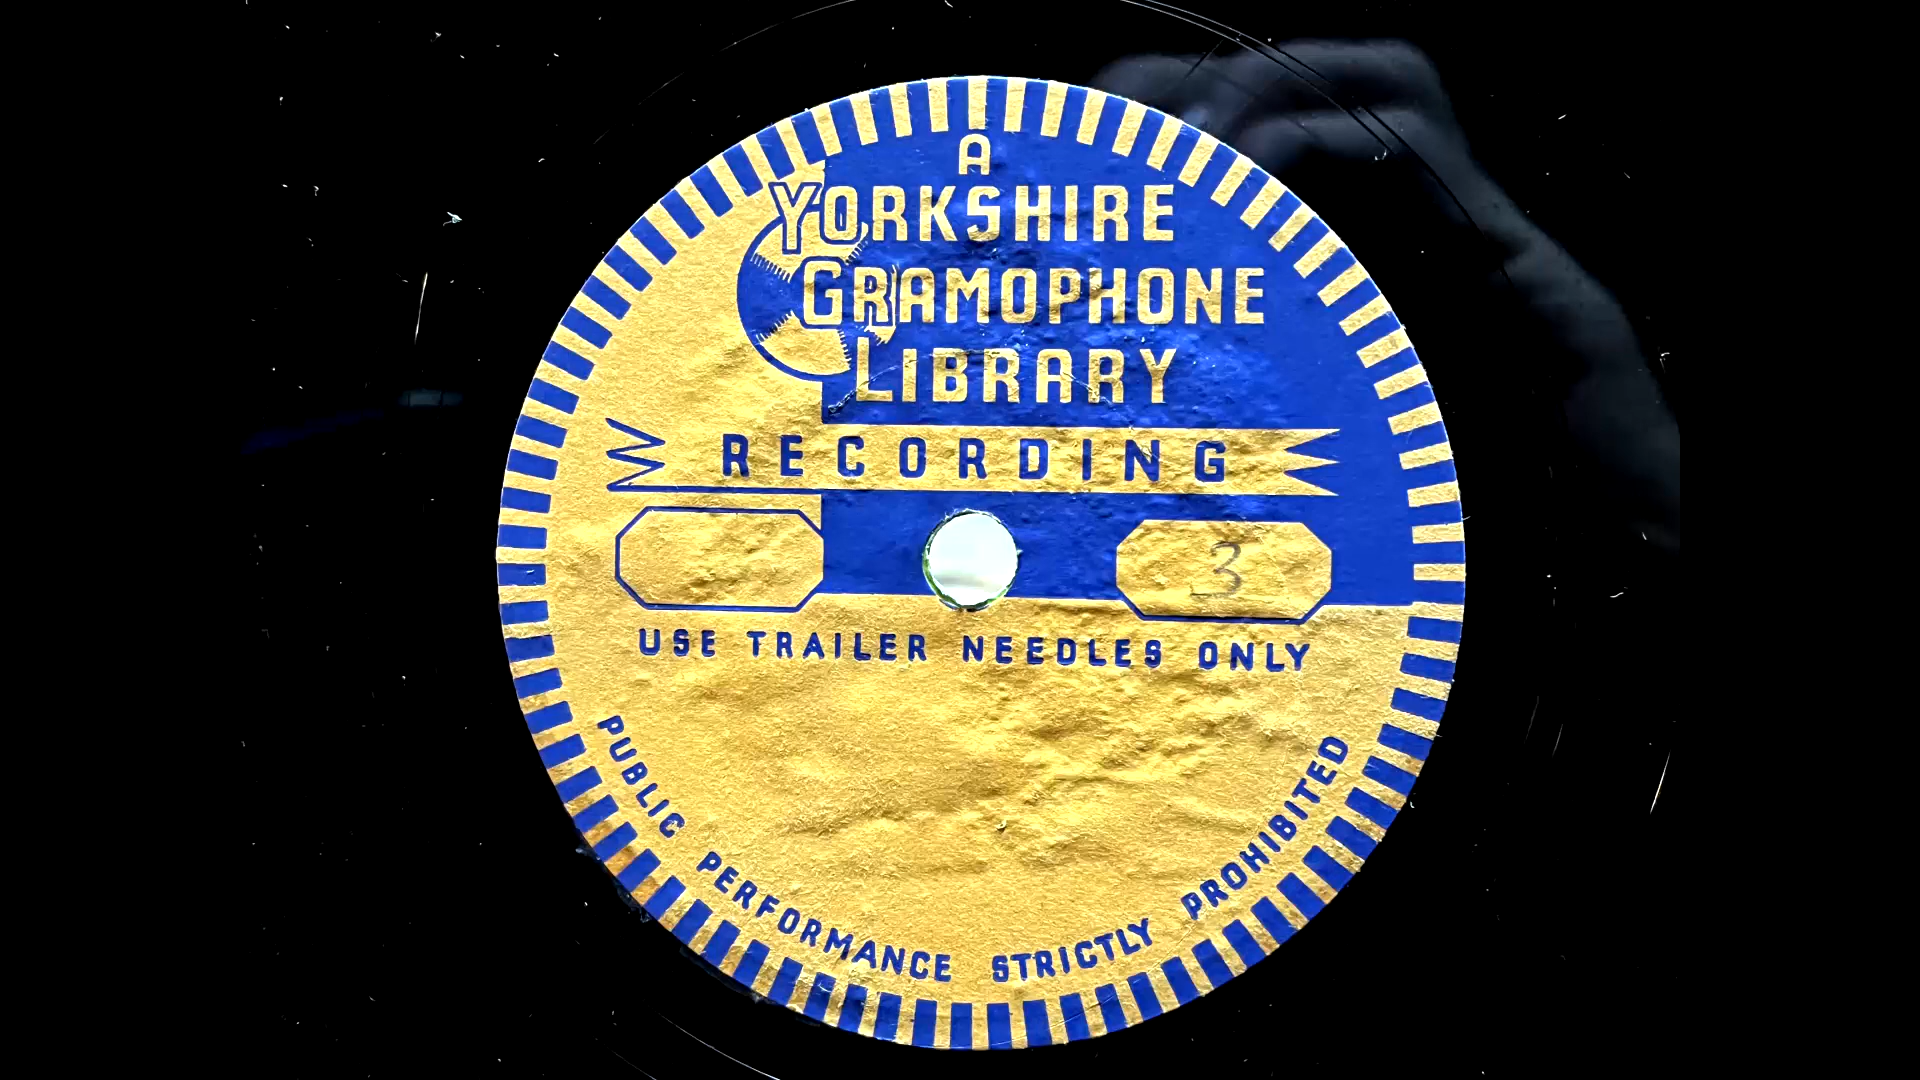 A
YORKSHIRE
GRAMOPHONE
LIBRARY
RECORDING
3
USE TRAILER NEEDLES ONLY
PUBLIC PERFORMANCE STRICTLY PROHIBITED